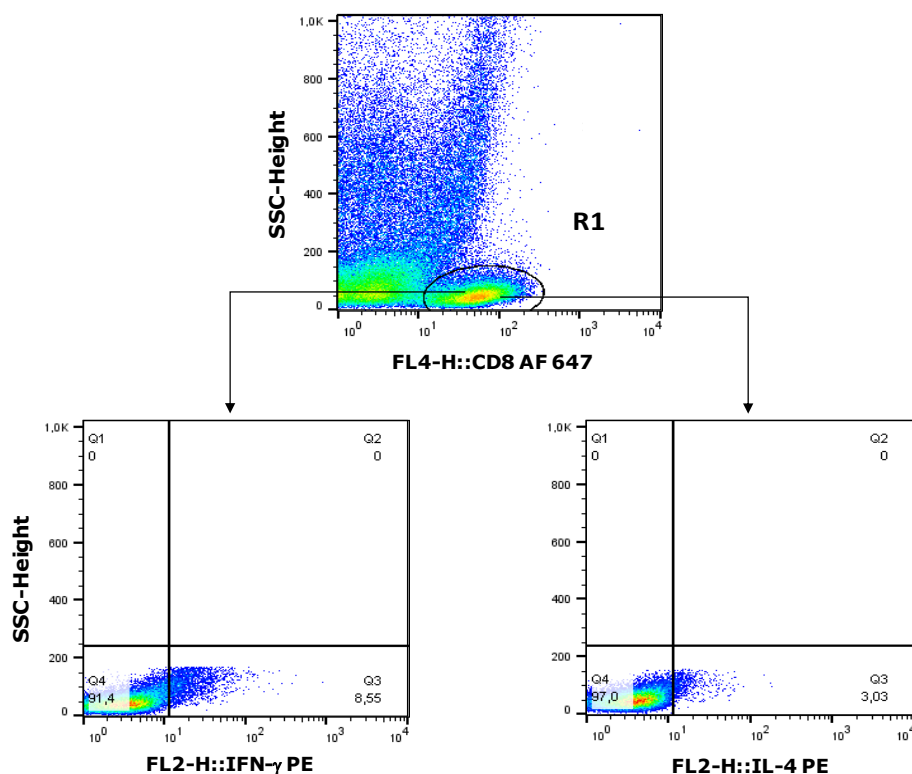 1,0K
800
SSC-Height
600
400
R1
200
0
10^0 10^1 10^2 10^3 10^4
FL4-H::CD8 AF 647
1,0K
Q1
0
Q2
0
800
SSC-Height
600
400
200
Q4
91,4
Q3
8,55
0
10^0 10^1 10^2 10^3 10^4
FL2-H::IFN-γ PE
1,0K
Q1
0
Q2
0
800
600
400
200
Q4
97,0
Q3
3,03
0
10^0 10^1 10^2 10^3 10^4
FL2-H::IL-4 PE